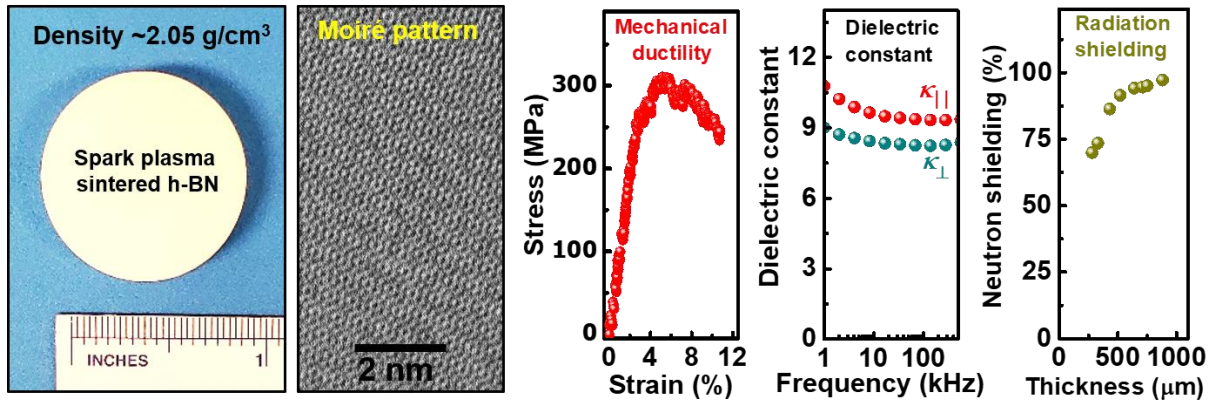 Density ~2.05 g/cm³
Spark plasma
sintered h-BN
INCHES 1
Moiré pattern
2 nm
Stress (MPa)
300
200
100
0
Mechanical
ductility
0 4 8 12
Strain (%)
Dielectric constant
12
9
6
3
0
Dielectric
constant
κ||
κ⊥
1 10 100
Frequency (kHz)
Neutron shielding (%)
100
75
50
25
0
Radiation
shielding
0 500 1000
Thickness (μm)